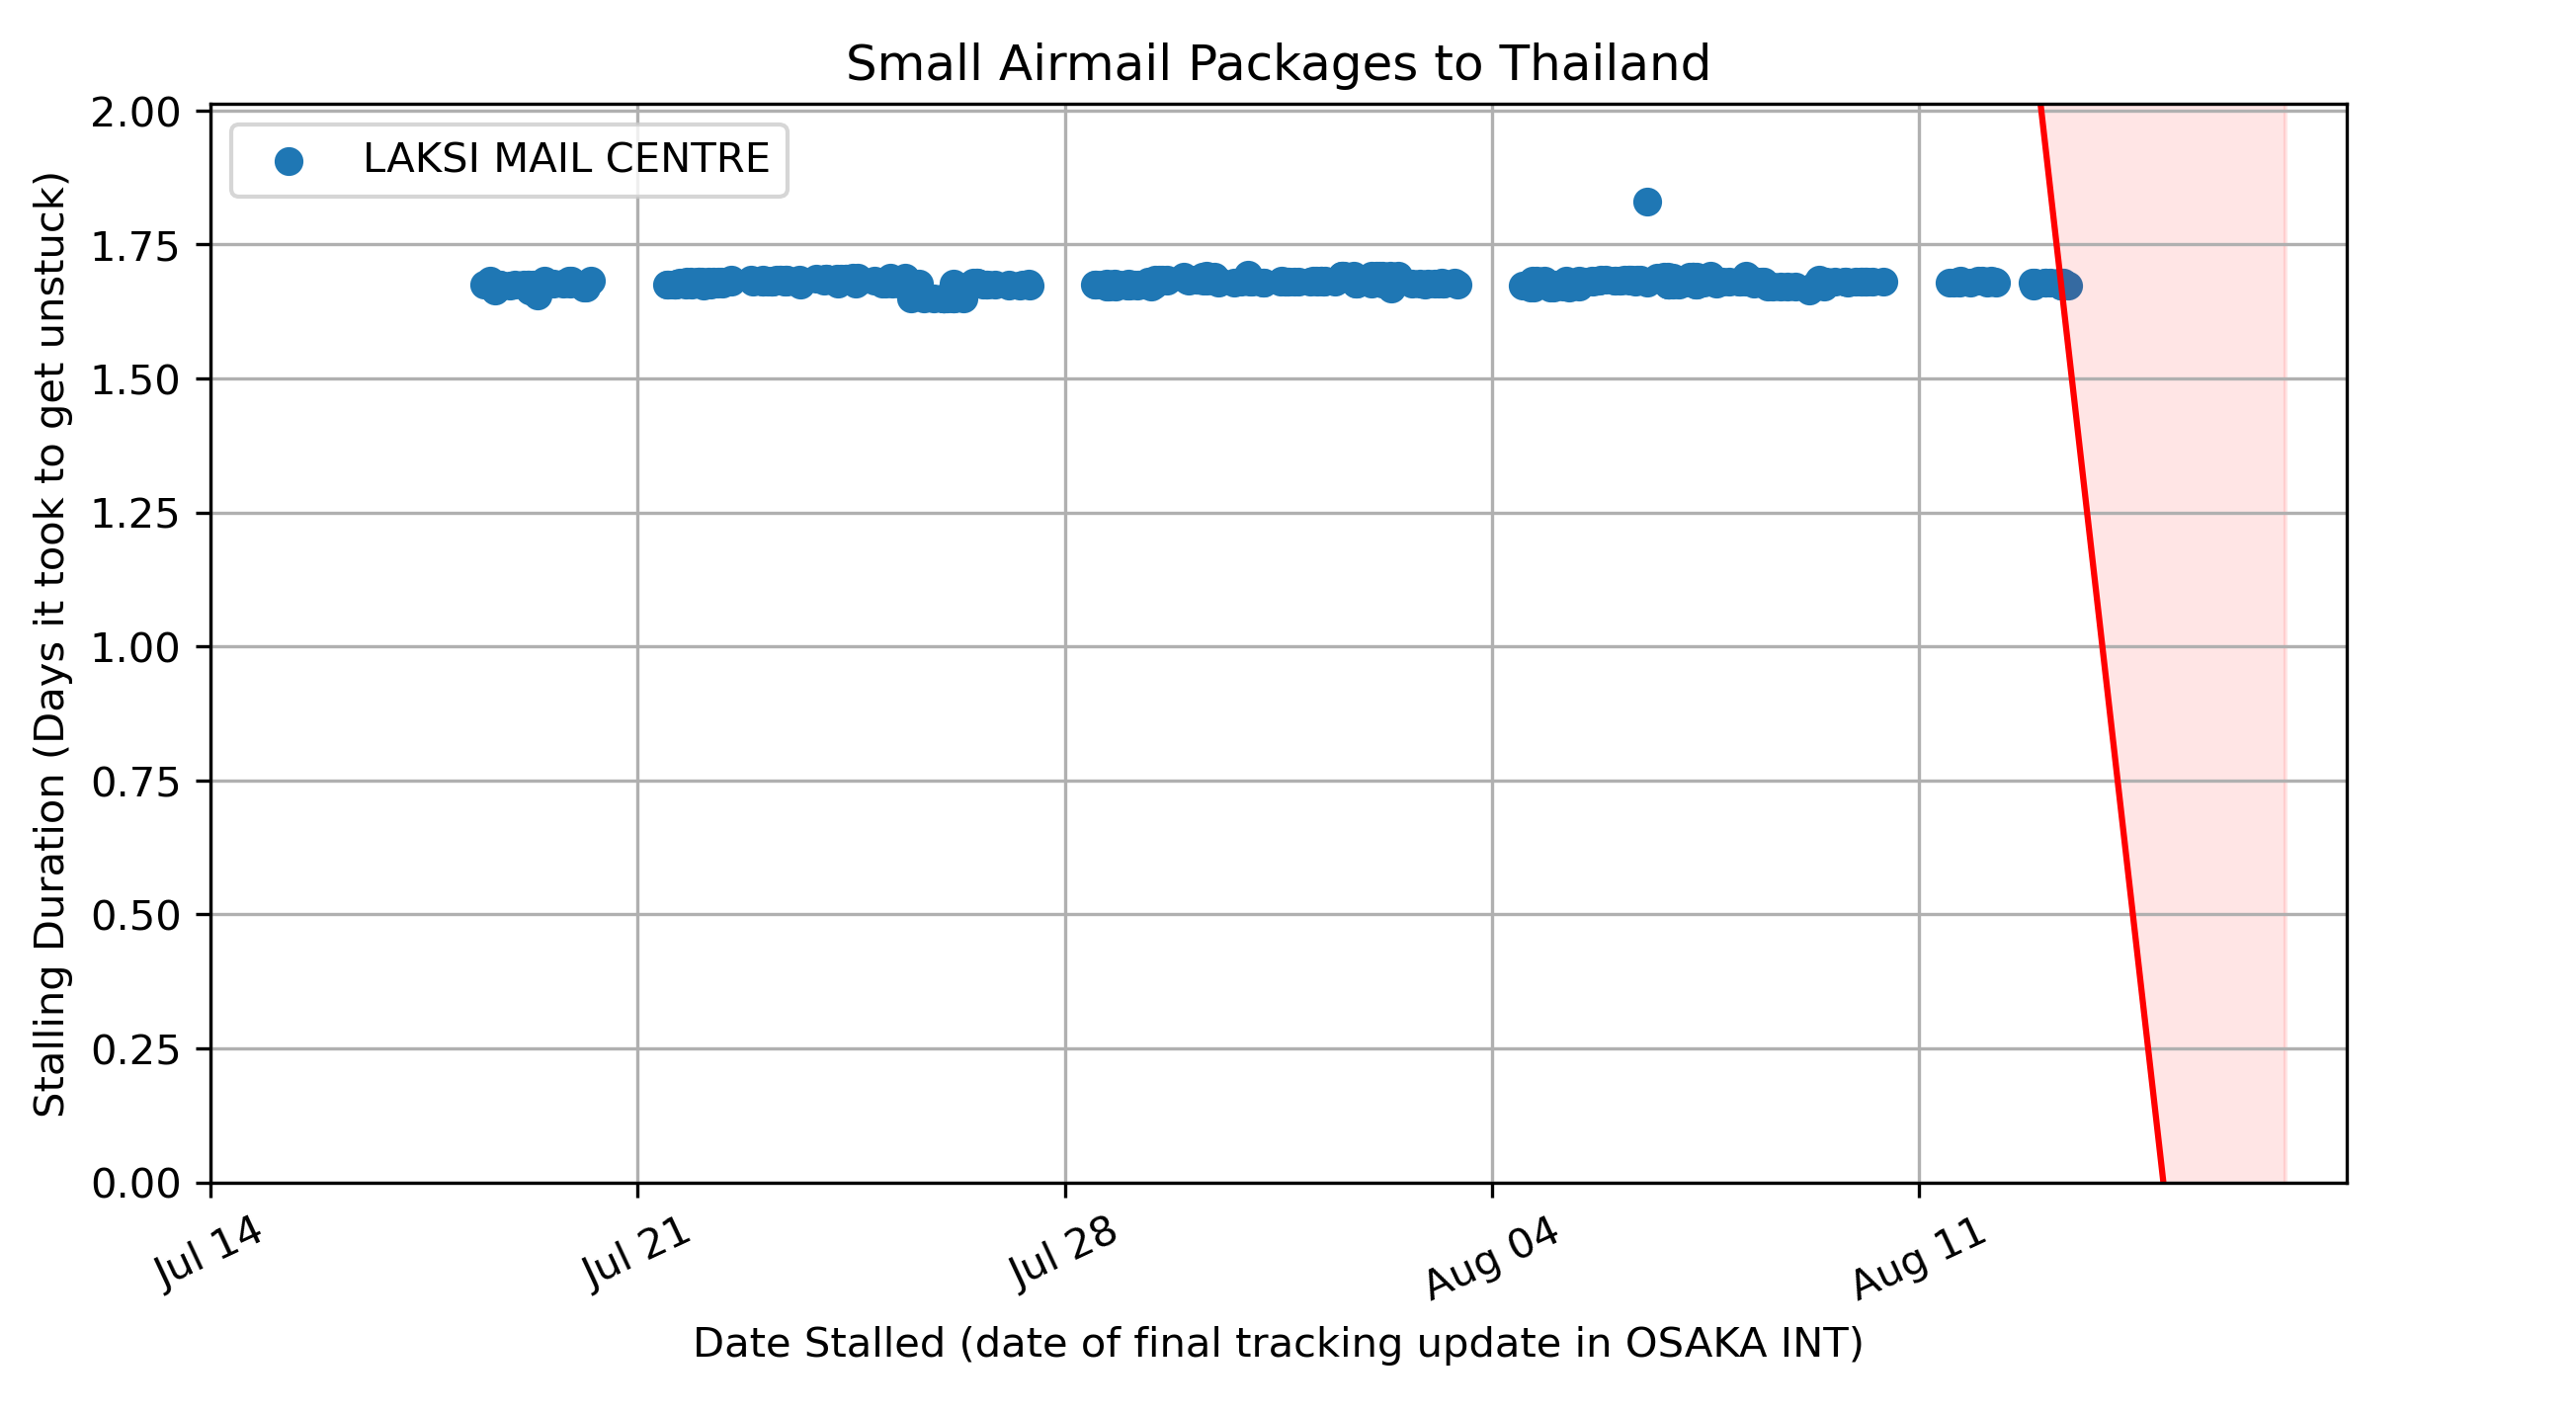 Small Airmail Packages to Thailand
LAKSI MAIL CENTRE
Stalling Duration (Days it took to get unstuck)
2.00
1.75
1.50
1.25
1.00
0.75
0.50
0.25
0.00
Jul 14
Jul 21
Jul 28
Aug 04
Aug 11
Date Stalled (date of final tracking update in OSAKA INT)